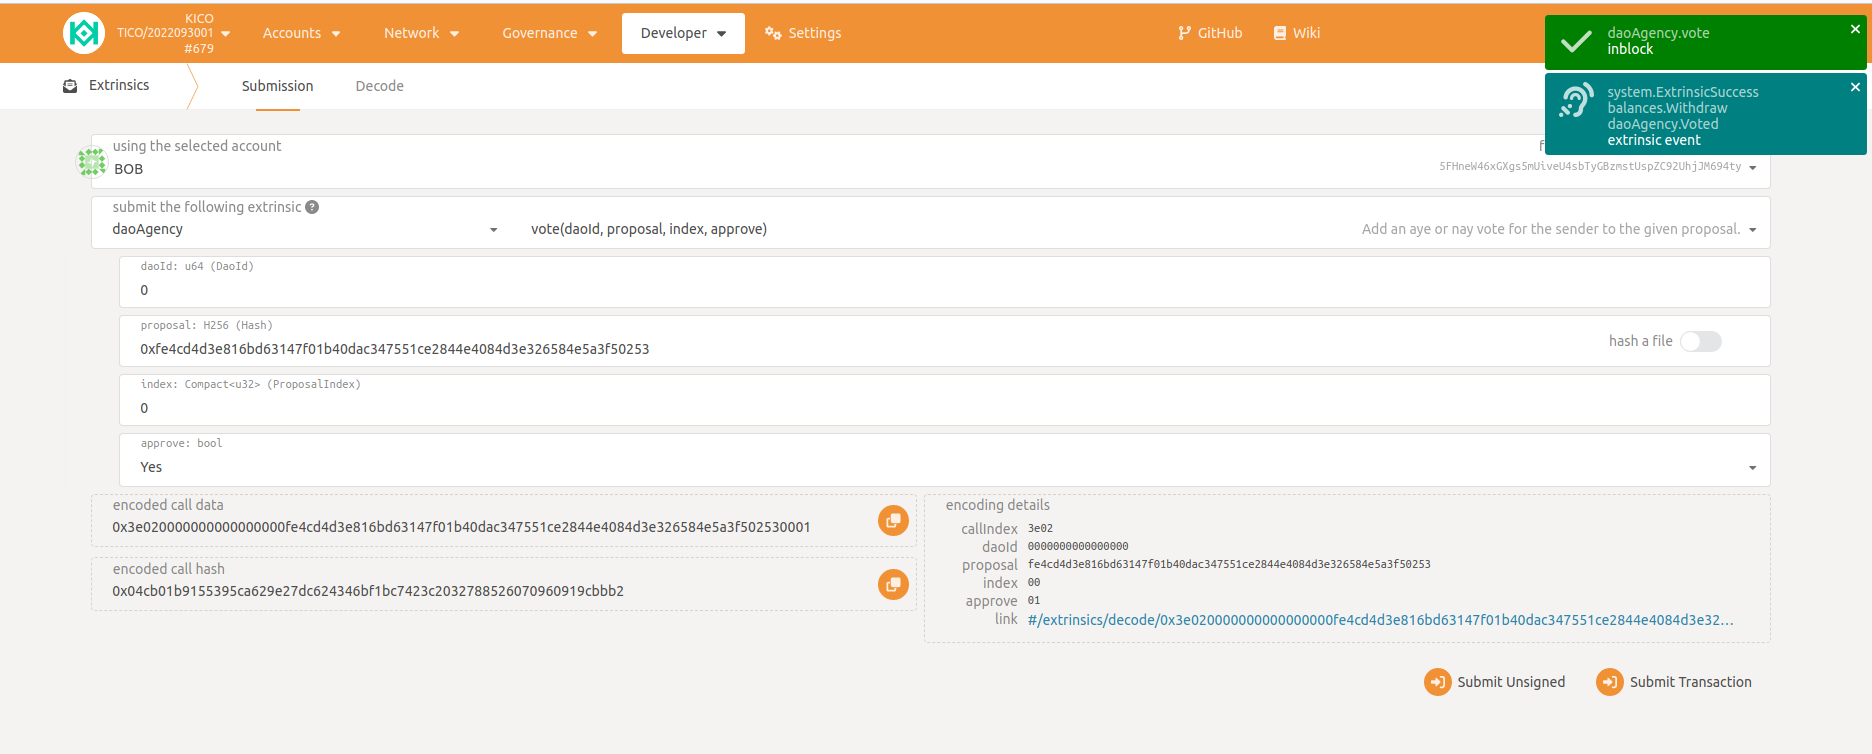 KICO
TICO/2022093001
#679
Accounts
Network
Governance
Developer
Settings
GitHub
Wiki
daoAgency.vote
inblock
system.ExtrinsicSuccess
balances.Withdraw
daoAgency.Voted
extrinsic event
Extrinsics
Submission
Decode
using the selected account
BOB
5FHneW46xGXgs5mUiveU4sbTyGBzmstUspZC92UhjJM694ty
submit the following extrinsic
daoAgency
vote(daoId, proposal, index, approve)
Add an aye or nay vote for the sender to the given proposal.
daoId: u64 (DaoId)
0
proposal: H256 (Hash)
0xfe4cd4d3e816bd63147f01b40dac347551ce2844e4084d3e326584e5a3f50253
hash a file
index: Compact<u32> (ProposalIndex)
0
approve: bool
Yes
encoded call data
0x3e020000000000000000fe4cd4d3e816bd63147f01b40dac347551ce2844e4084d3e326584e5a3f502530001
encoded call hash
0x04cb01b9155395ca629e27dc624346bf1bc7423c2032788526070960919cbbb2
encoding details
callIndex 3e02
daoId 0000000000000000
proposal fe4cd4d3e816bd63147f01b40dac347551ce2844e4084d3e326584e5a3f50253
index 00
approve 01
link #/extrinsics/decode/0x3e020000000000000000fe4cd4d3e816bd63147f01b40dac347551ce2844e4084d3e32...
Submit Unsigned
Submit Transaction